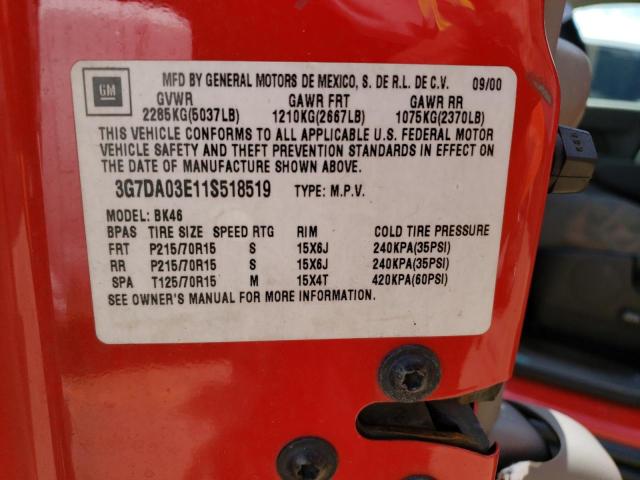 GM
MFD BY GENERAL MOTORS DE MEXICO, S. DE R.L. DE C.V. 09/00
GVWR GAWR FRT GAWR RR
2285KG(5037LB) 1210KG(2667LB) 1075KG(2370LB)
THIS VEHICLE CONFORMS TO ALL APPLICABLE U.S. FEDERAL MOTOR
VEHICLE SAFETY AND THEFT PREVENTION STANDARDS IN EFFECT ON
THE DATE OF MANUFACTURE SHOWN ABOVE.
3G7DA03E11S518519 TYPE: M.P.V.
MODEL: BK46
BPAS TIRE SIZE SPEED RTG RIM COLD TIRE PRESSURE
FRT P215/70R15 S 15X6J 240KPA(35PSI)
RR P215/70R15 S 15X6J 240KPA(35PSI)
SPA T125/70R15 M 15X4T 420KPA(60PSI)
SEE OWNER'S MANUAL FOR MORE INFORMATION.